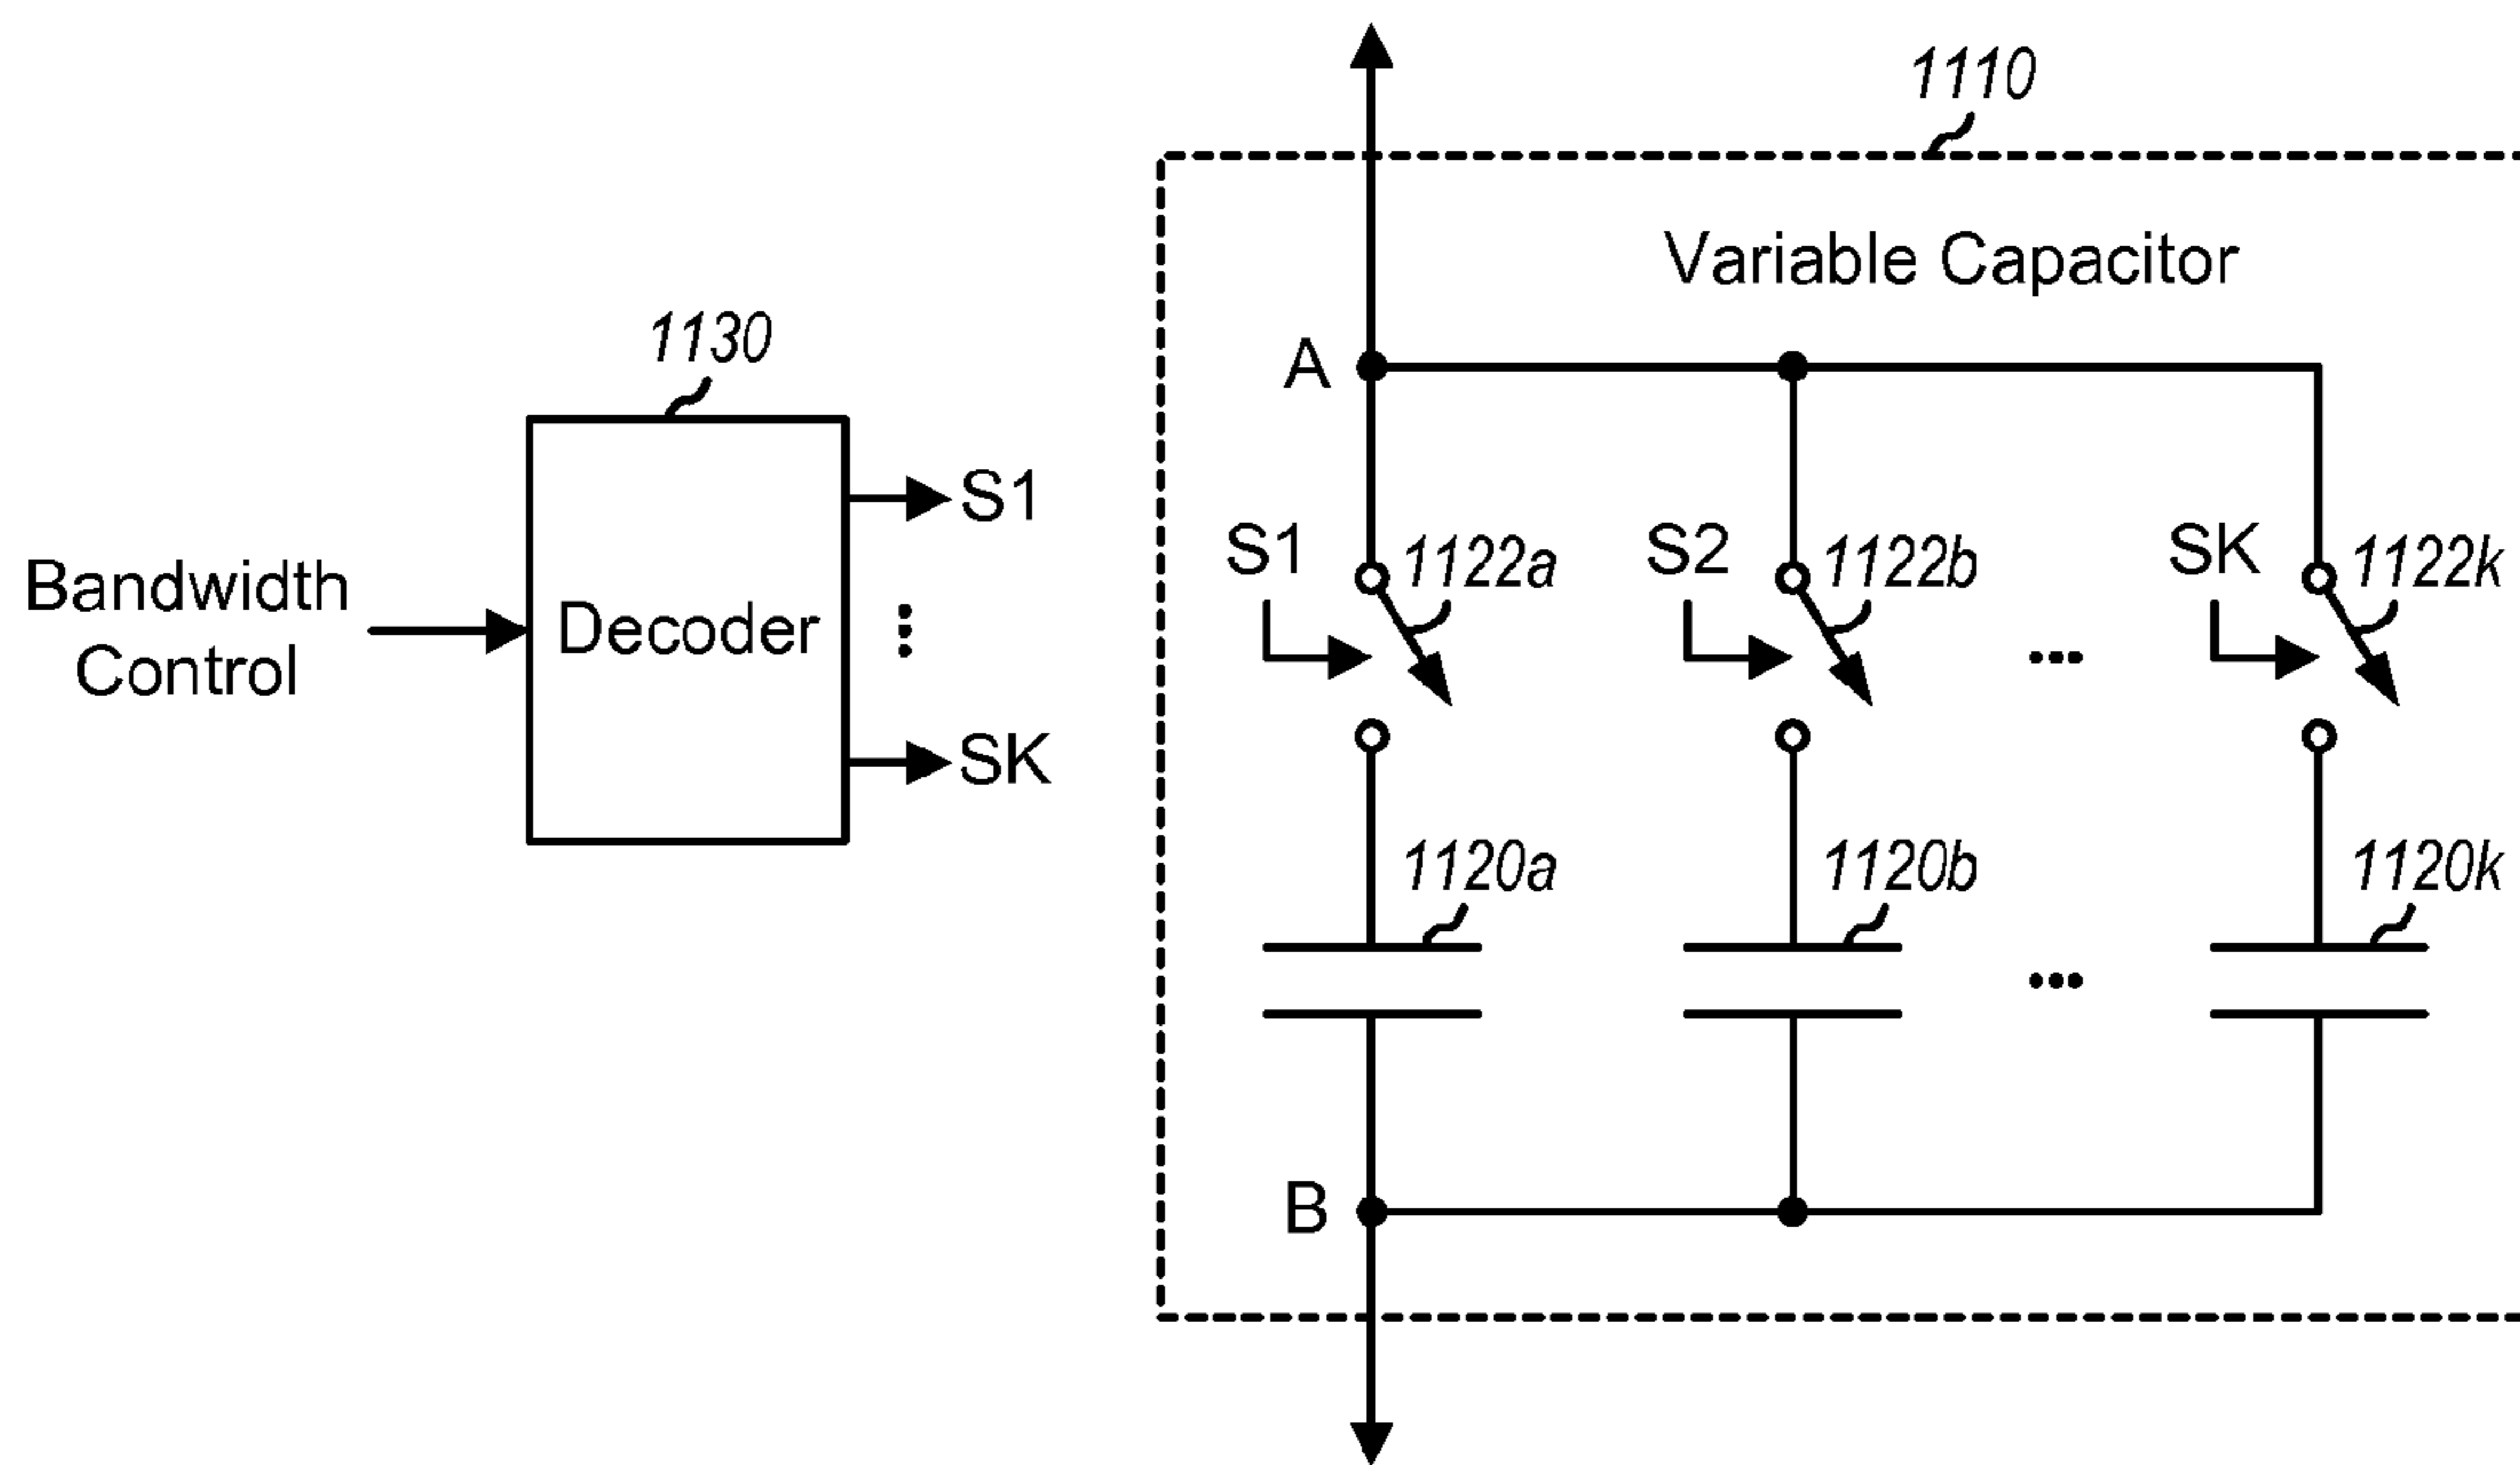 1110
Variable Capacitor
1130
A
Bandwidth
Control
Decoder
S1
SK
S1
1122a
S2
1122b
SK
1122k
1120a
1120b
1120k
B